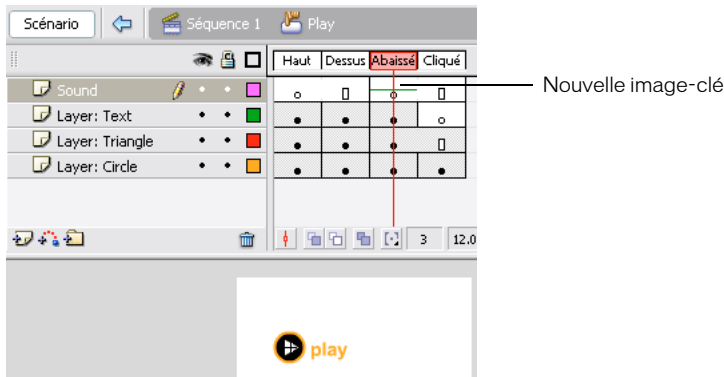 Scénario Séquence 1 Play
Haut Dessus Abaissé Cliqué
Sound
Nouvelle image-clé
Layer: Text
Layer: Triangle
Layer: Circle
3 12.0
play